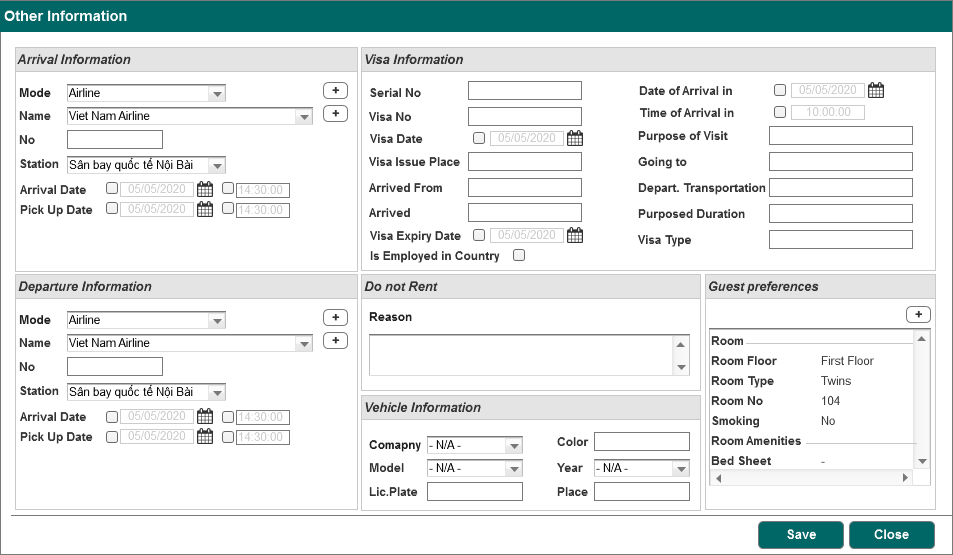 Other Information
Arrival Information
Mode Airline +
Name Viet Nam Airline +
No
Station Sân bay quốc tế Nội Bài
Arrival Date 05/05/2020 14:30:00
Pick Up Date 05/05/2020 14:30:00
Visa Information
Serial No
Visa No
Visa Date 05/05/2020
Visa Issue Place
Arrived From
Arrived
Visa Expiry Date 05/05/2020
Is Employed in Country
Date of Arrival in 05/05/2020
Time of Arrival in 10:00:00
Purpose of Visit
Going to
Depart. Transportation
Purposed Duration
Visa Type
Departure Information
Mode Airline +
Name Viet Nam Airline +
No
Station Sân bay quốc tế Nội Bài
Arrival Date 05/05/2020 14:30:00
Pick Up Date 05/05/2020 14:30:00
Do not Rent
Reason
Vehicle Information
Comapny - N/A - Color
Model - N/A - Year - N/A -
Lic.Plate Place
Guest preferences
+
Room
Room Floor First Floor
Room Type Twins
Room No 104
Smoking No
Room Amenities
Bed Sheet -
Save Close